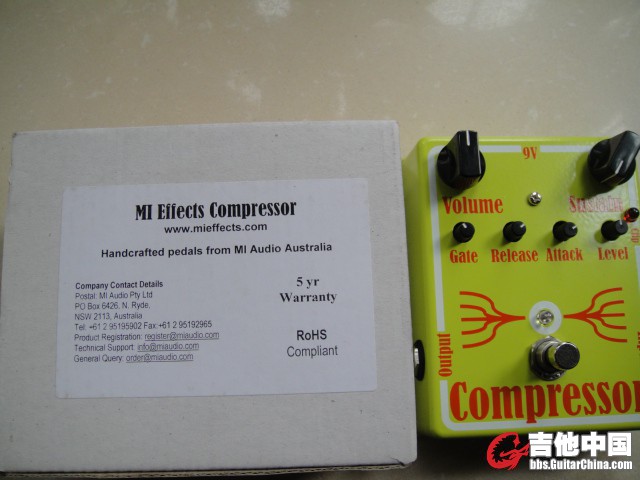 MI Effects Compressor
www.mieffects.com
Handcrafted pedals from MI Audio Australia
Company Contact Details
Postal: MI Audio Pty Ltd
PO Box 6426, N. Ryde,
NSW 2113, Australia
Tel: +61 2 95195902 Fax:+61 2 95192965
Product Registration: register@miaudio.com
Technical Support: info@miaudio.com
General Query: order@miaudio.com
5 yr
Warranty
RoHS
Compliant
9V
Volume
Gate
Release
Attack
Level
clip
Output
Compressor
吉他中国
bbs.GuitarChina.com